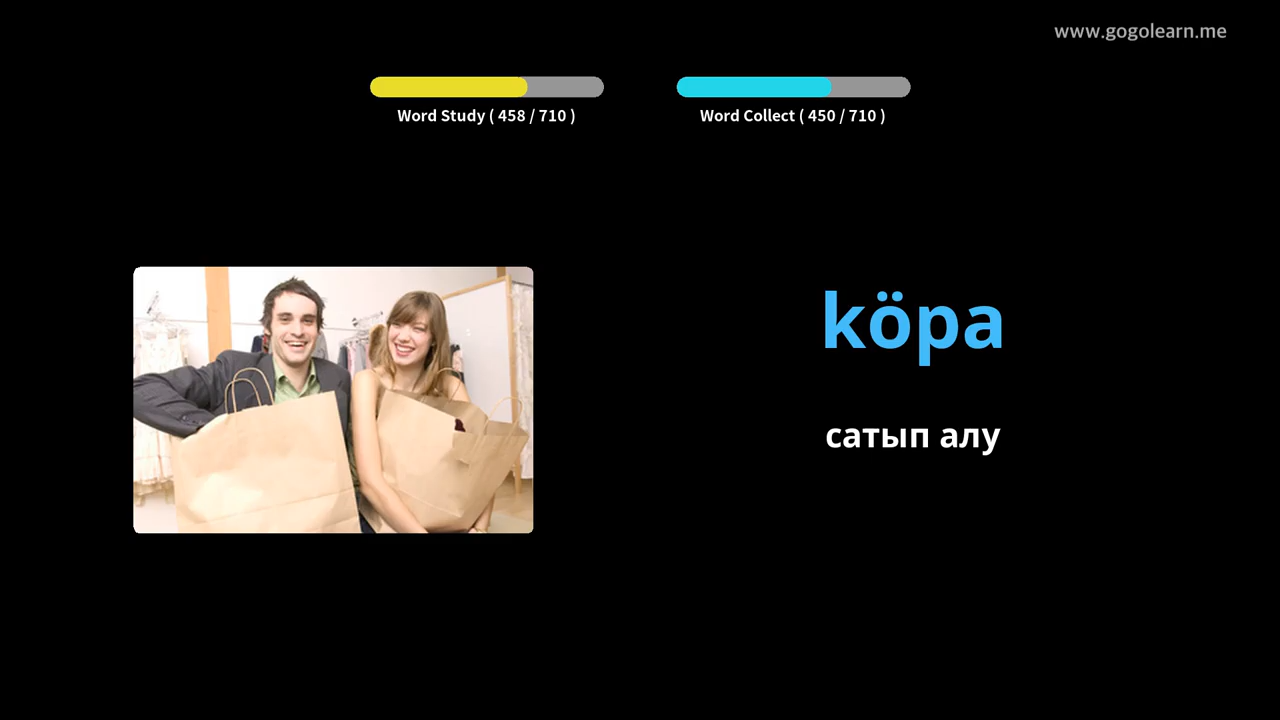 www.gogolearn.me
Word Study ( 458 / 710 )
Word Collect ( 450 / 710 )
köpa
сатып алу